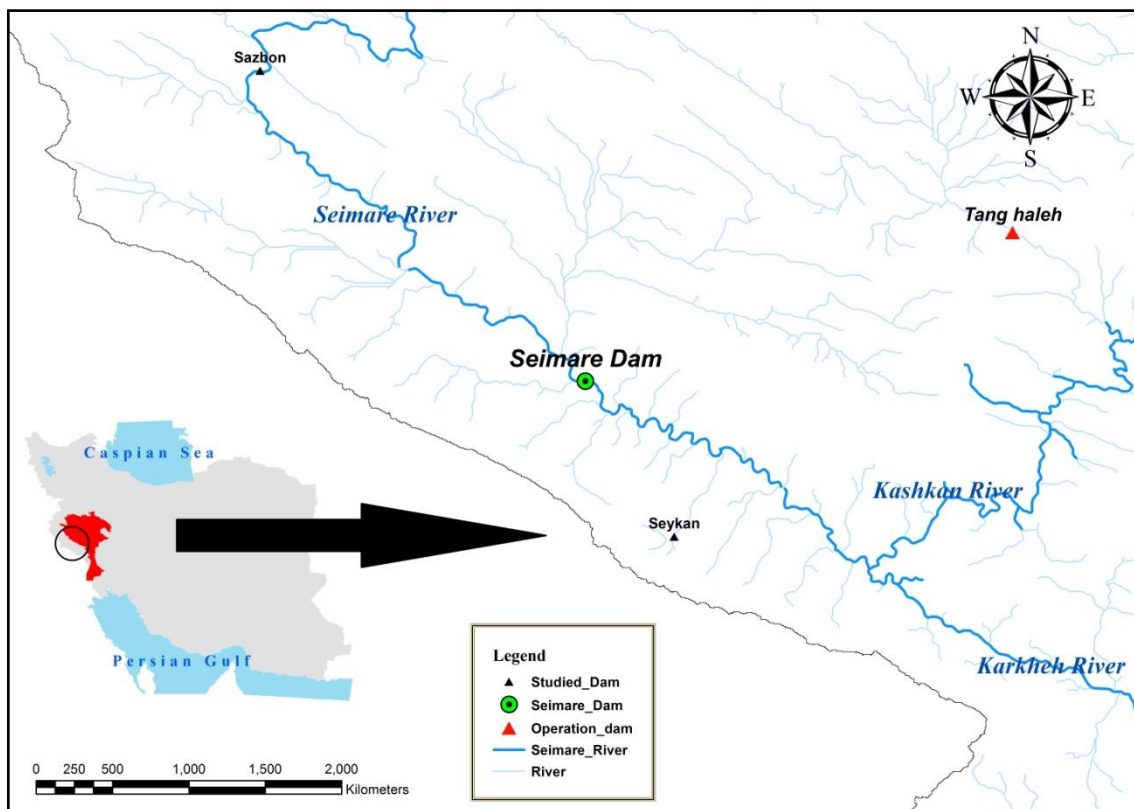 Sazbon
N
W
E
S
Seimare River
Tang haleh
Seimare Dam
Caspian Sea
Kashkan River
Seykan
Persian Gulf
Karkheh River
Legend
Studied_Dam
Seimare_Dam
Operation_dam
Seimare_River
River
0 250 500 1,000 1,500 2,000
Kilometers